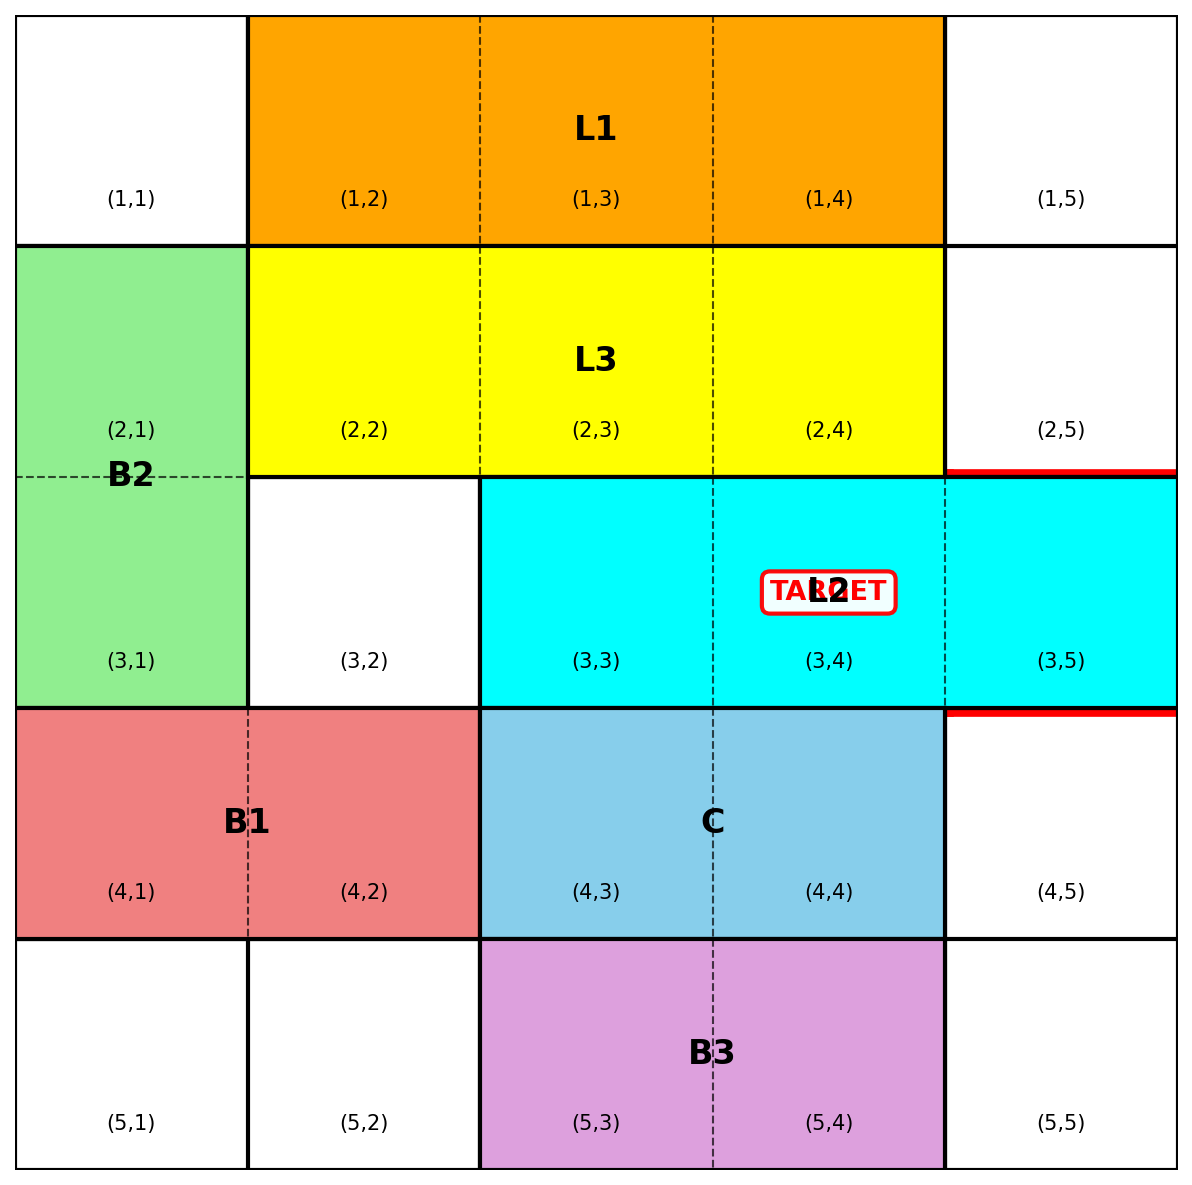 L1
(1,1) (1,2) (1,3) (1,4) (1,5)
L3
(2,1) (2,2) (2,3) (2,4) (2,5)
B2
TARGET
L2
(3,1) (3,2) (3,3) (3,4) (3,5)
B1 C
(4,1) (4,2) (4,3) (4,4) (4,5)
B3
(5,1) (5,2) (5,3) (5,4) (5,5)